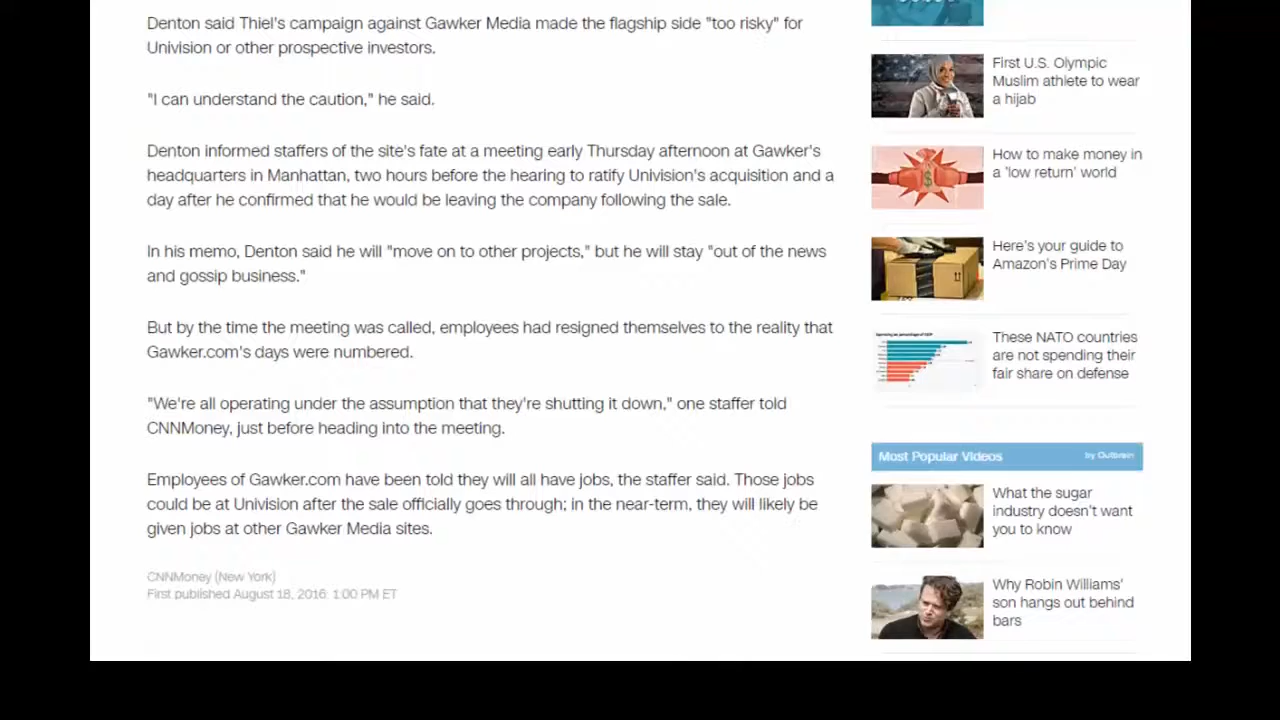 Denton said Thiel's campaign against Gawker Media made the flagship side "too risky" for
Univision or other prospective investors.
"I can understand the caution," he said.
Denton informed staffers of the site's fate at a meeting early Thursday afternoon at Gawker's
headquarters in Manhattan, two hours before the hearing to ratify Univision's acquisition and a
day after he confirmed that he would be leaving the company following the sale.
In his memo, Denton said he will "move on to other projects," but he will stay "out of the news
and gossip business."
But by the time the meeting was called, employees had resigned themselves to the reality that
Gawker.com's days were numbered.
"We're all operating under the assumption that they're shutting it down," one staffer told
CNNMoney, just before heading into the meeting.
Employees of Gawker.com have been told they will all have jobs, the staffer said. Those jobs
could be at Univision after the sale officially goes through; in the near-term, they will likely be
given jobs at other Gawker Media sites.
CNNMoney (New York)
First published August 18, 2016: 1:00 PM ET
First U.S. Olympic
Muslim athlete to wear
a hijab
How to make money in
a 'low return' world
Here's your guide to
Amazon's Prime Day
These NATO countries
are not spending their
fair share on defense
Most Popular Videos
by Outbrain
What the sugar
industry doesn't want
you to know
Why Robin Williams'
son hangs out behind
bars